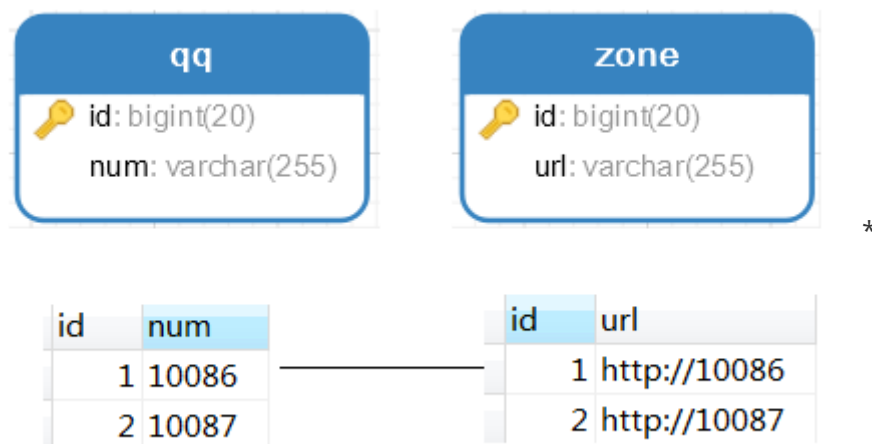 qq
id: bigint(20)
num: varchar(255)
zone
id: bigint(20)
url: varchar(255)
*
id num
1 10086
2 10087
id url
1 http://10086
2 http://10087